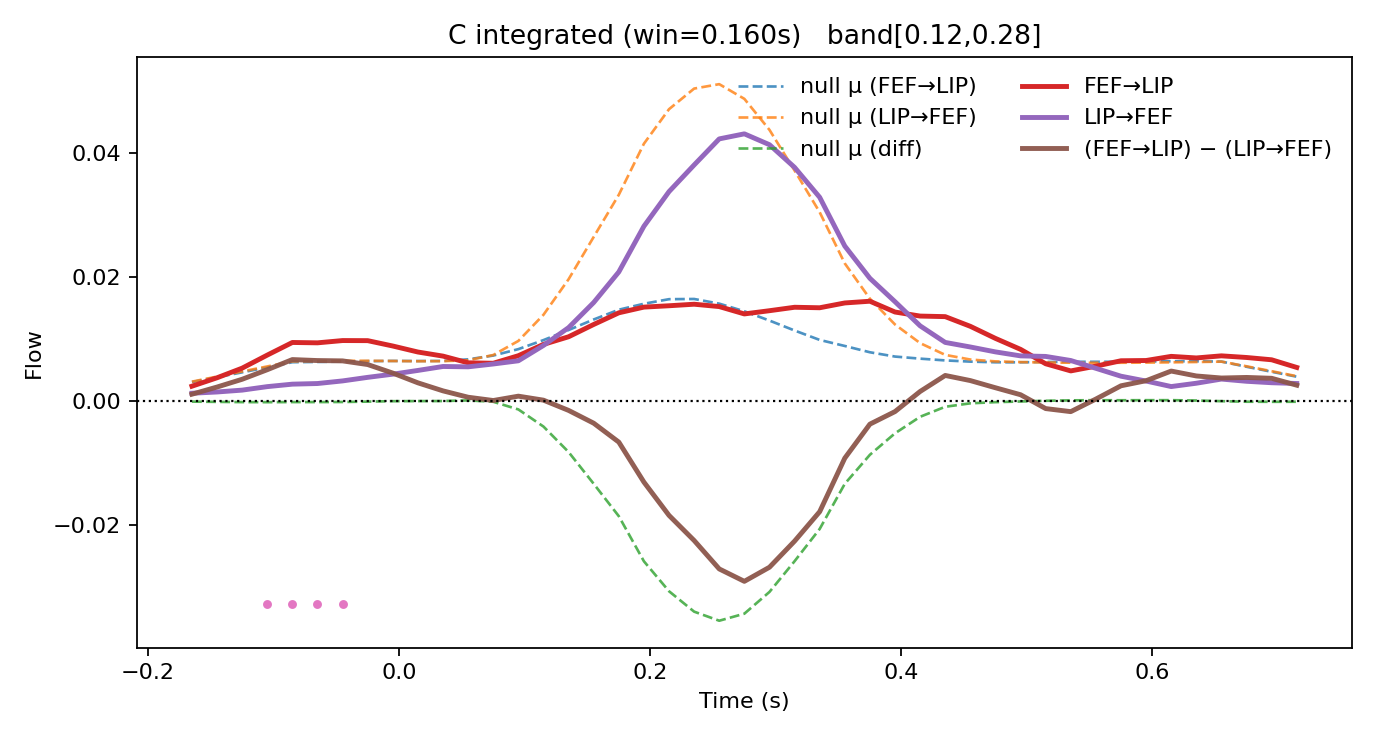 C integrated (win=0.160s)   band[0.12,0.28]
null μ (FEF→LIP)
null μ (LIP→FEF)
null μ (diff)
FEF→LIP
LIP→FEF
(FEF→LIP) − (LIP→FEF)
Flow
0.04
0.02
0.00
−0.02
−0.2
0.0
0.2
0.4
0.6
Time (s)